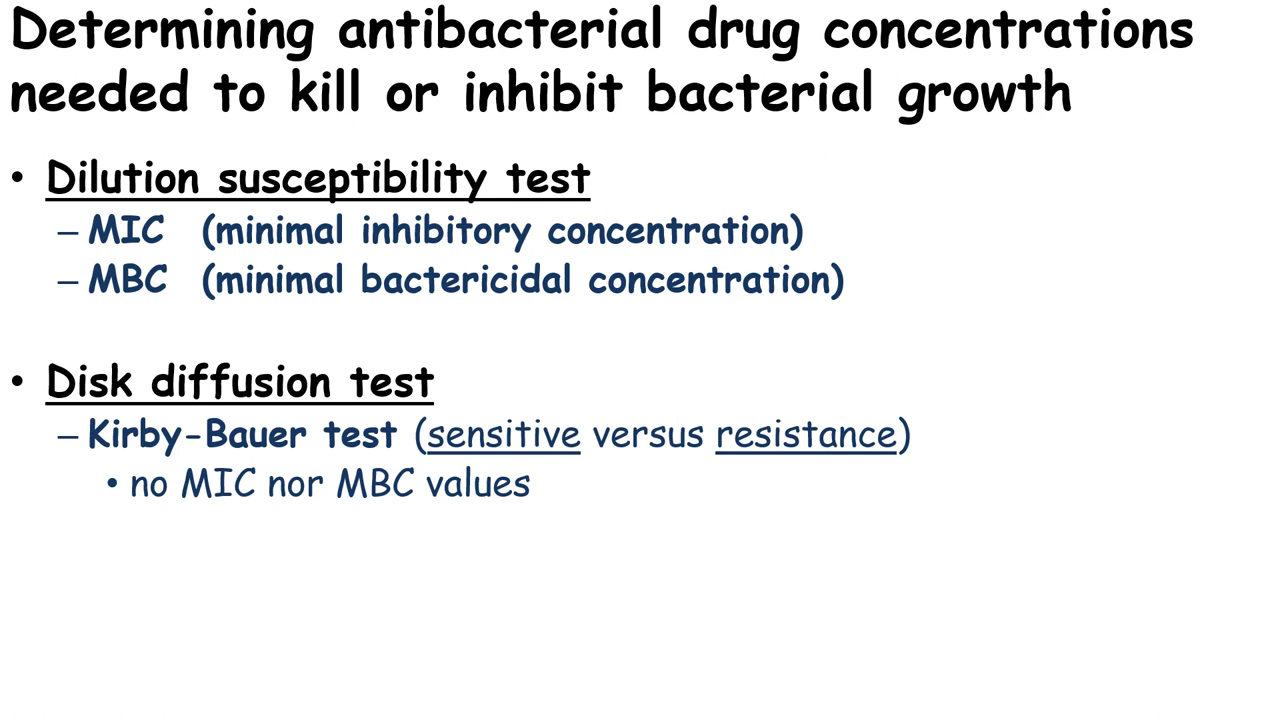 Determining antibacterial drug concentrations
needed to kill or inhibit bacterial growth
• Dilution susceptibility test
– MIC (minimal inhibitory concentration)
– MBC (minimal bactericidal concentration)
• Disk diffusion test
– Kirby-Bauer test (sensitive versus resistance)
• no MIC nor MBC values